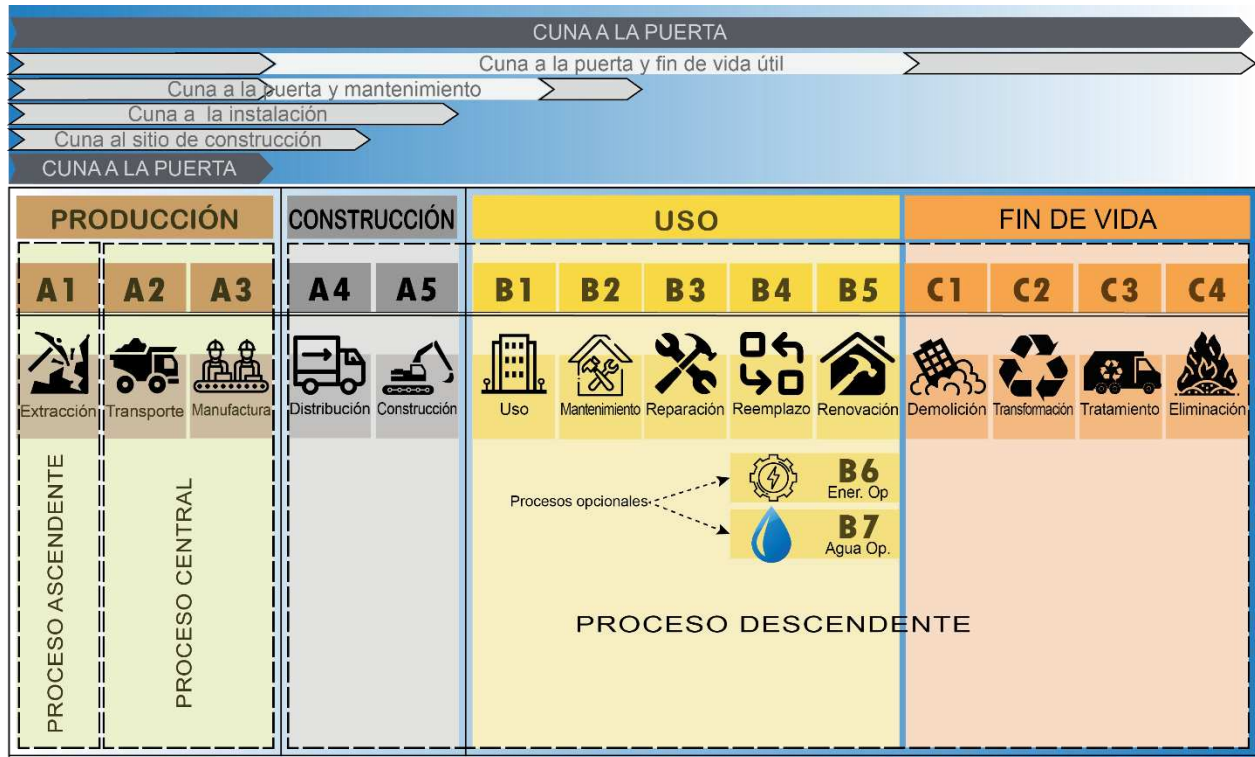 CUNA A LA PUERTA
Cuna a la puerta y fin de vida útil
Cuna a la puerta y mantenimiento
Cuna a la instalación
Cuna al sitio de construcción
CUNA A LA PUERTA
PRODUCCIÓN
CONSTRUCCIÓN
USO
FIN DE VIDA
A1
A2
A3
A4
A5
B1
B2
B3
B4
B5
C1
C2
C3
C4
Extracción
Transporte
Manufactura
Distribución
Construcción
Uso
Mantenimiento
Reparación
Reemplazo
Renovación
Demolición
Transformación
Tratamiento
Eliminación
PROCESO ASCENDENTE
PROCESO CENTRAL
Procesos opcionales
B6
Ener. Op
B7
Agua Op.
PROCESO DESCENDENTE